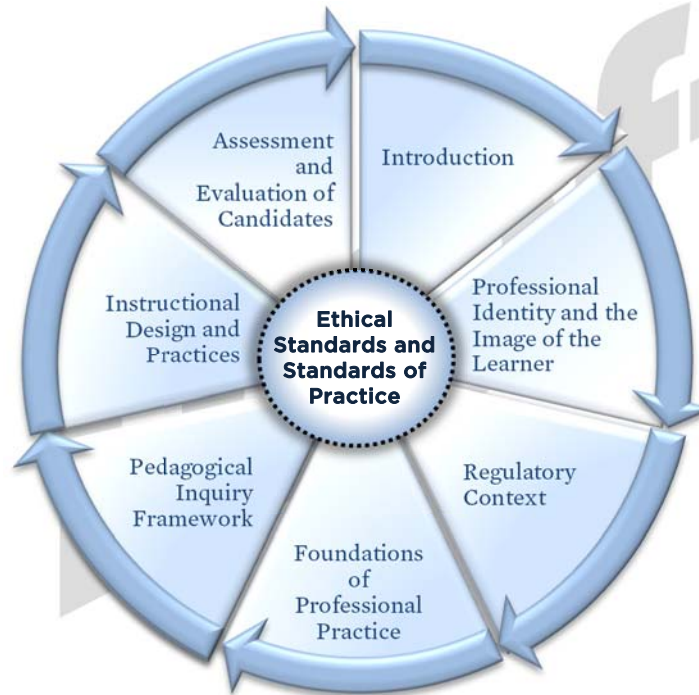 Introduction
Professional
Identity and the
Image of the
Learner
Regulatory
Context
Foundations
of
Professional
Practice
Pedagogical
Inquiry
Framework
Instructional
Design and
Practices
Assessment
and
Evaluation of
Candidates
Ethical
Standards and
Standards of
Practice